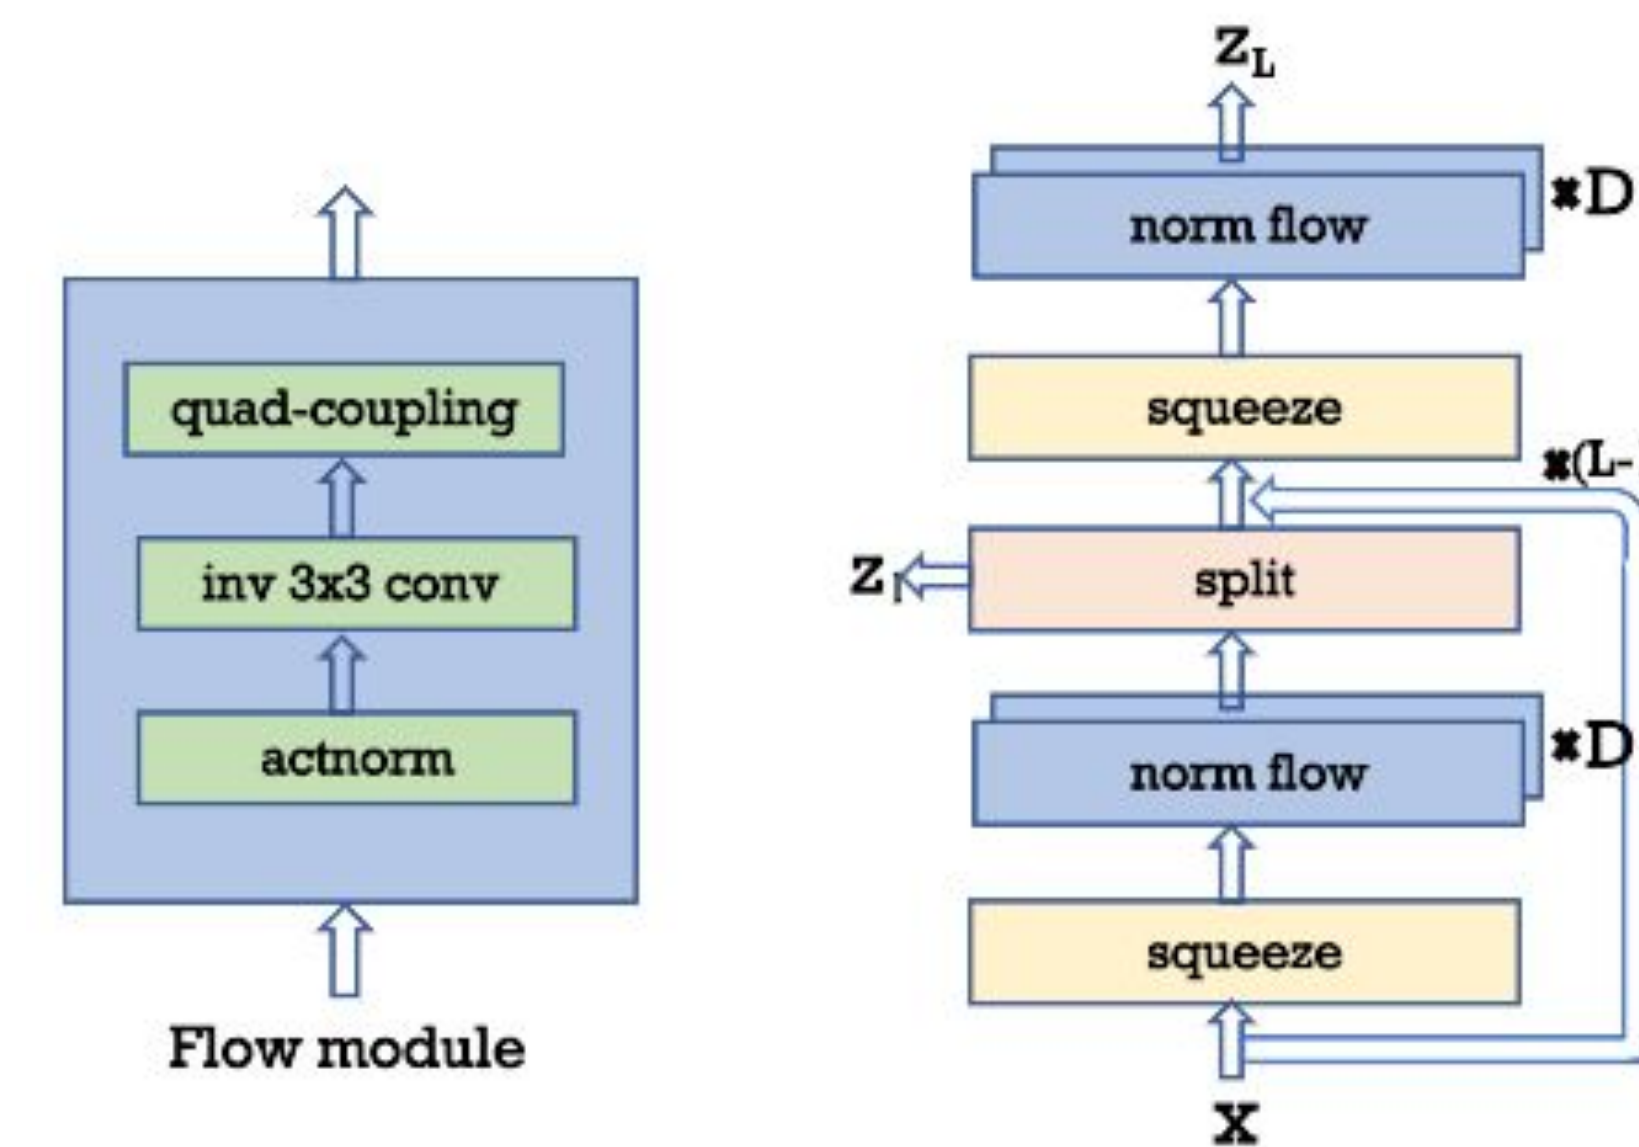 quad-coupling
inv 3x3 conv
actnorm
Flow module
zL
*D
norm flow
squeeze
*(L-
split
zl
norm flow
*D
squeeze
x